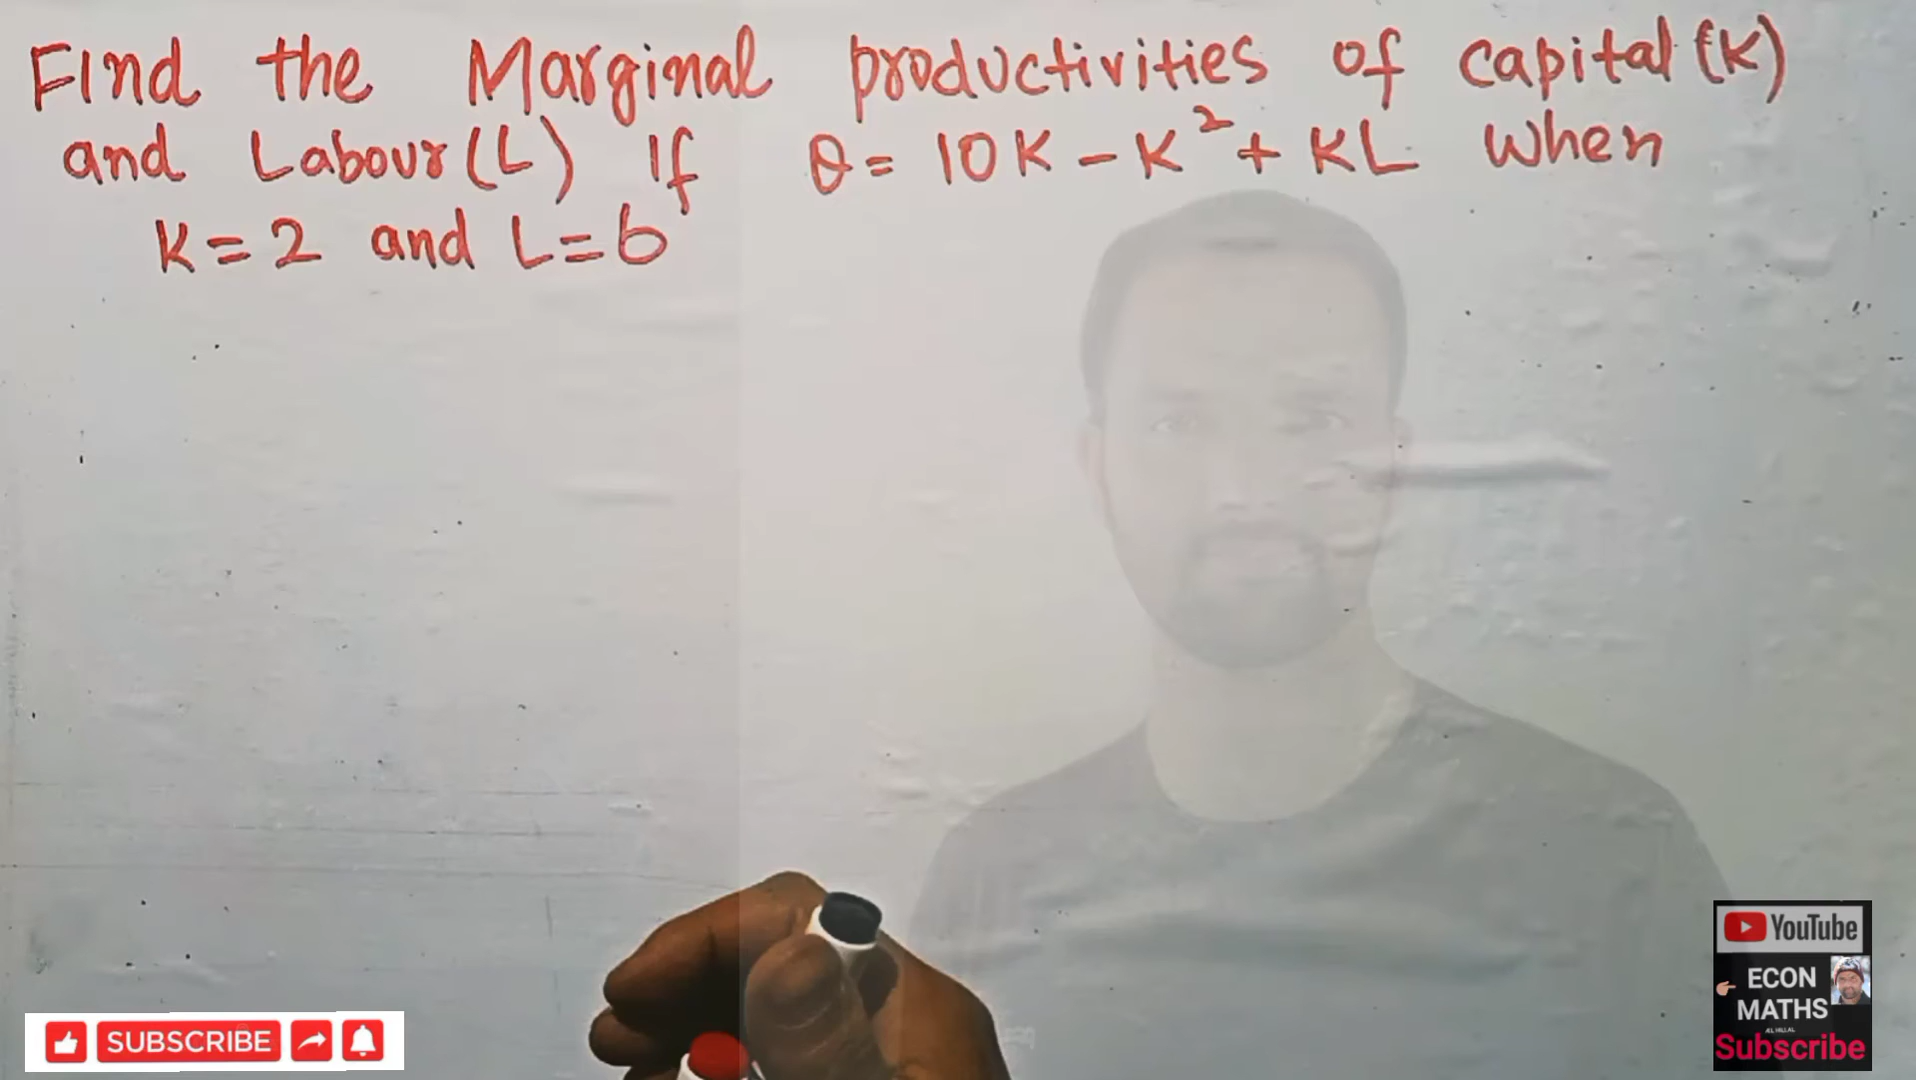 Find the Marginal productivities of capital (K)
and Labour (L) If Q = 10K - K² + KL when
K = 2 and L = 6
SUBSCRIBE
YouTube
ECON
MATHS
Subscribe